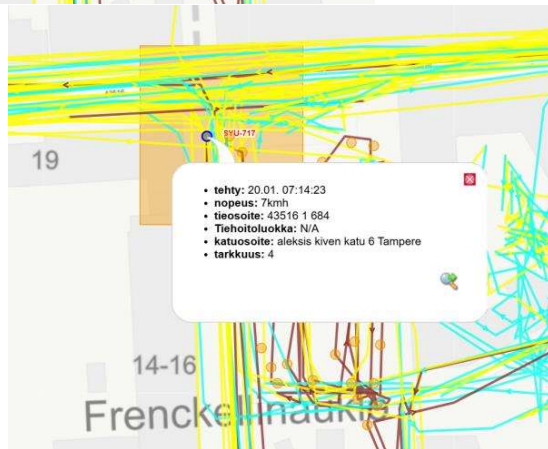 SYU-717
19
tehty: 20.01. 07:14:23
nopeus: 7kmh
tieosoite: 43516 1 684
Tiehoitoluokka: N/A
katuosoite: aleksis kiven katu 6 Tampere
tarkkuus: 4
14-16